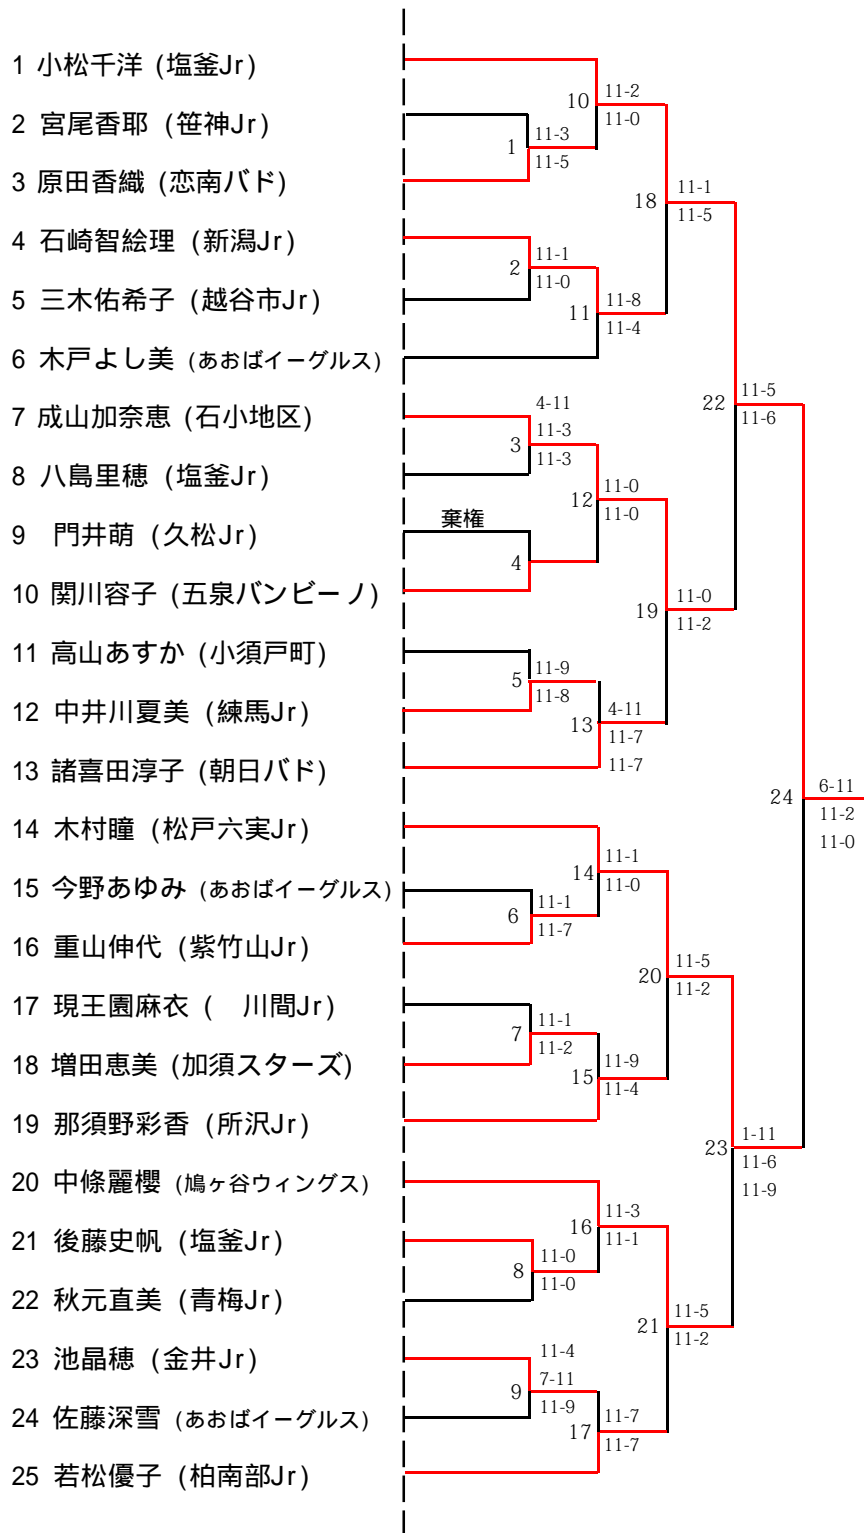 1 小松千洋 (塩釜Jr)
10
11-2
11-0
2 宮尾香耶 (笹神Jr)
1
11-3
11-5
3 原田香織 (恋南バド)
18
11-1
11-5
4 石崎智絵理 (新潟Jr)
2
11-1
11-0
5 三木佑希子 (越谷市Jr)
11
11-8
11-4
6 木戸よし美 (あおばイーグルス)
22
11-5
11-6
7 成山加奈恵 (石小地区)
3
4-11
11-3
11-3
8 八島里穂 (塩釜Jr)
12
11-0
11-0
9 門井萌 (久松Jr)
棄権
4
10 関川容子 (五泉バンビーノ)
19
11-0
11-2
11 高山あすか (小須戸町)
5
11-9
11-8
12 中井川夏美 (練馬Jr)
13
4-11
11-7
11-7
13 諸喜田淳子 (朝日バド)
24
6-11
11-2
11-0
14 木村瞳 (松戸六実Jr)
14
11-1
11-0
15 今野あゆみ (あおばイーグルス)
6
11-1
11-7
16 重山伸代 (紫竹山Jr)
20
11-5
11-2
17 現王園麻衣 ( 川間Jr)
7
11-1
11-2
18 増田恵美 (加須スターズ)
15
11-9
11-4
19 那須野彩香 (所沢Jr)
23
1-11
11-6
11-9
20 中條麗櫻 (鳩ヶ谷ウィングス)
16
11-3
11-1
21 後藤史帆 (塩釜Jr)
8
11-0
11-0
22 秋元直美 (青梅Jr)
21
11-5
11-2
23 池晶穂 (金井Jr)
9
11-4
7-11
11-9
24 佐藤深雪 (あおばイーグルス)
17
11-7
11-7
25 若松優子 (柏南部Jr)